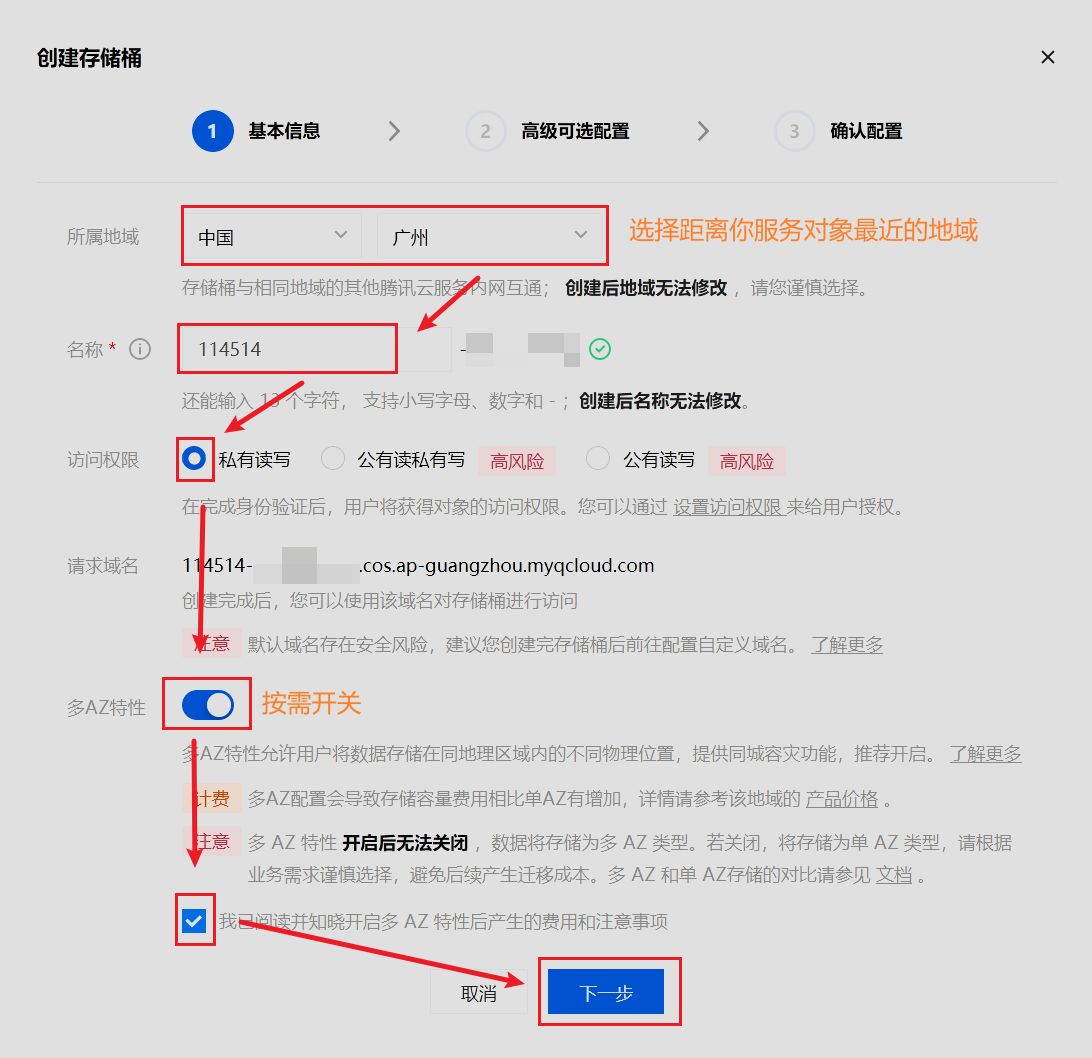 创建存储桶
1 基本信息 2 高级可选配置 3 确认配置
所属地域 中国 广州 选择距离你服务对象最近的地域
存储桶与相同地域的其他腾讯云服务内网互通；创建后地域无法修改，请您谨慎选择。
名称 * 114514 -
还能输入 13 个字符， 支持小写字母、数字和 - ；创建后名称无法修改。
访问权限 私有读写 公有读私有写 高风险 公有读写 高风险
在完成身份验证后，用户将获得对象的访问权限。您可以通过 设置访问权限 来给用户授权。
请求域名 114514- .cos.ap-guangzhou.myqcloud.com
创建完成后，您可以使用该域名对存储桶进行访问
注意 默认域名存在安全风险，建议您创建完存储桶后前往配置自定义域名。 了解更多
多AZ特性 按需开关
多AZ特性允许用户将数据存储在同地理区域内的不同物理位置，提供同城容灾功能，推荐开启。 了解更多
计费 多AZ配置会导致存储容量费用相比单AZ有增加，详情请参考该地域的 产品价格 。
注意 多 AZ 特性 开启后无法关闭 ，数据将存储为多 AZ 类型。若关闭，将存储为单 AZ 类型，请根据
业务需求谨慎选择，避免后续产生迁移成本。多 AZ 和单 AZ存储的对比请参见 文档 。
我已阅读并知晓开启多 AZ 特性后产生的费用和注意事项
取消 下一步